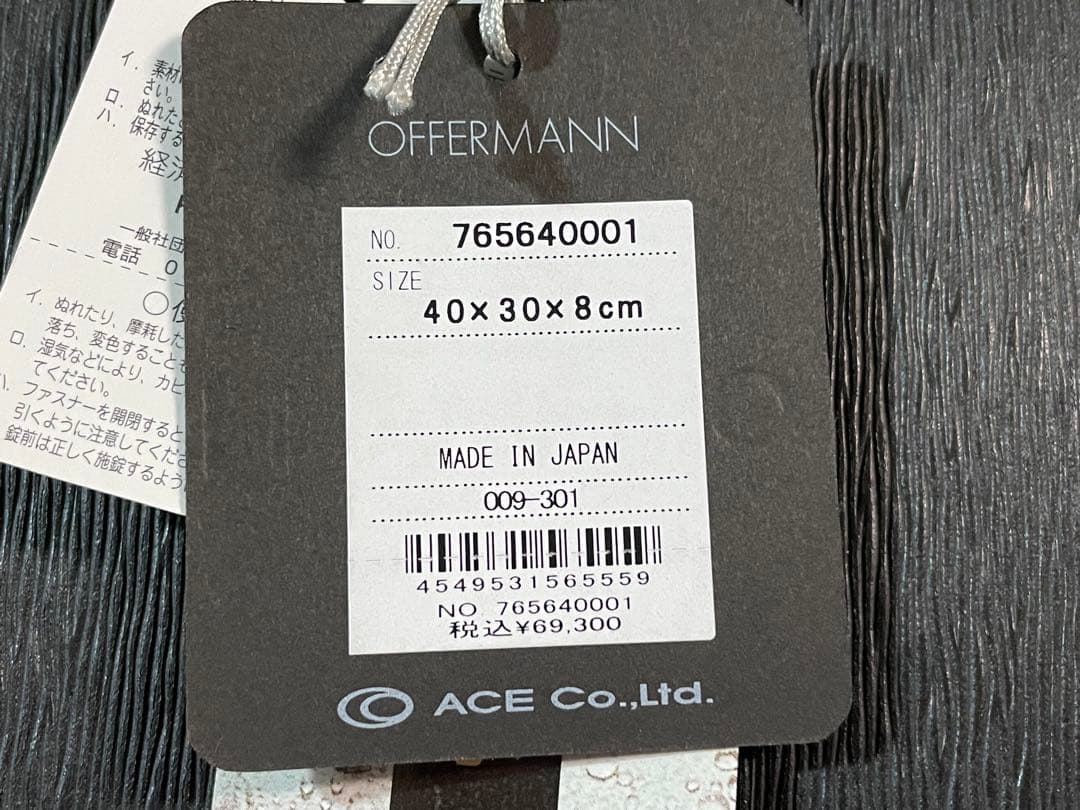 OFFERMANN
NO. 765640001
SIZE
40×30×8cm
MADE IN JAPAN
009-301
4549531565559
NO. 765640001
税込¥69,300
ACE Co.,Ltd.
イ. 素材
さい。
ロ. ぬれた
ハ. 保存する
経済
一般社団
電話 0
○使
イ. ぬれたり、摩耗した
落ち、変色することも
ロ. 湿気などにより、カビ
てください。
ハ. ファスナーを開閉すると
引くように注意してくださ
錠前は正しく施錠するよう